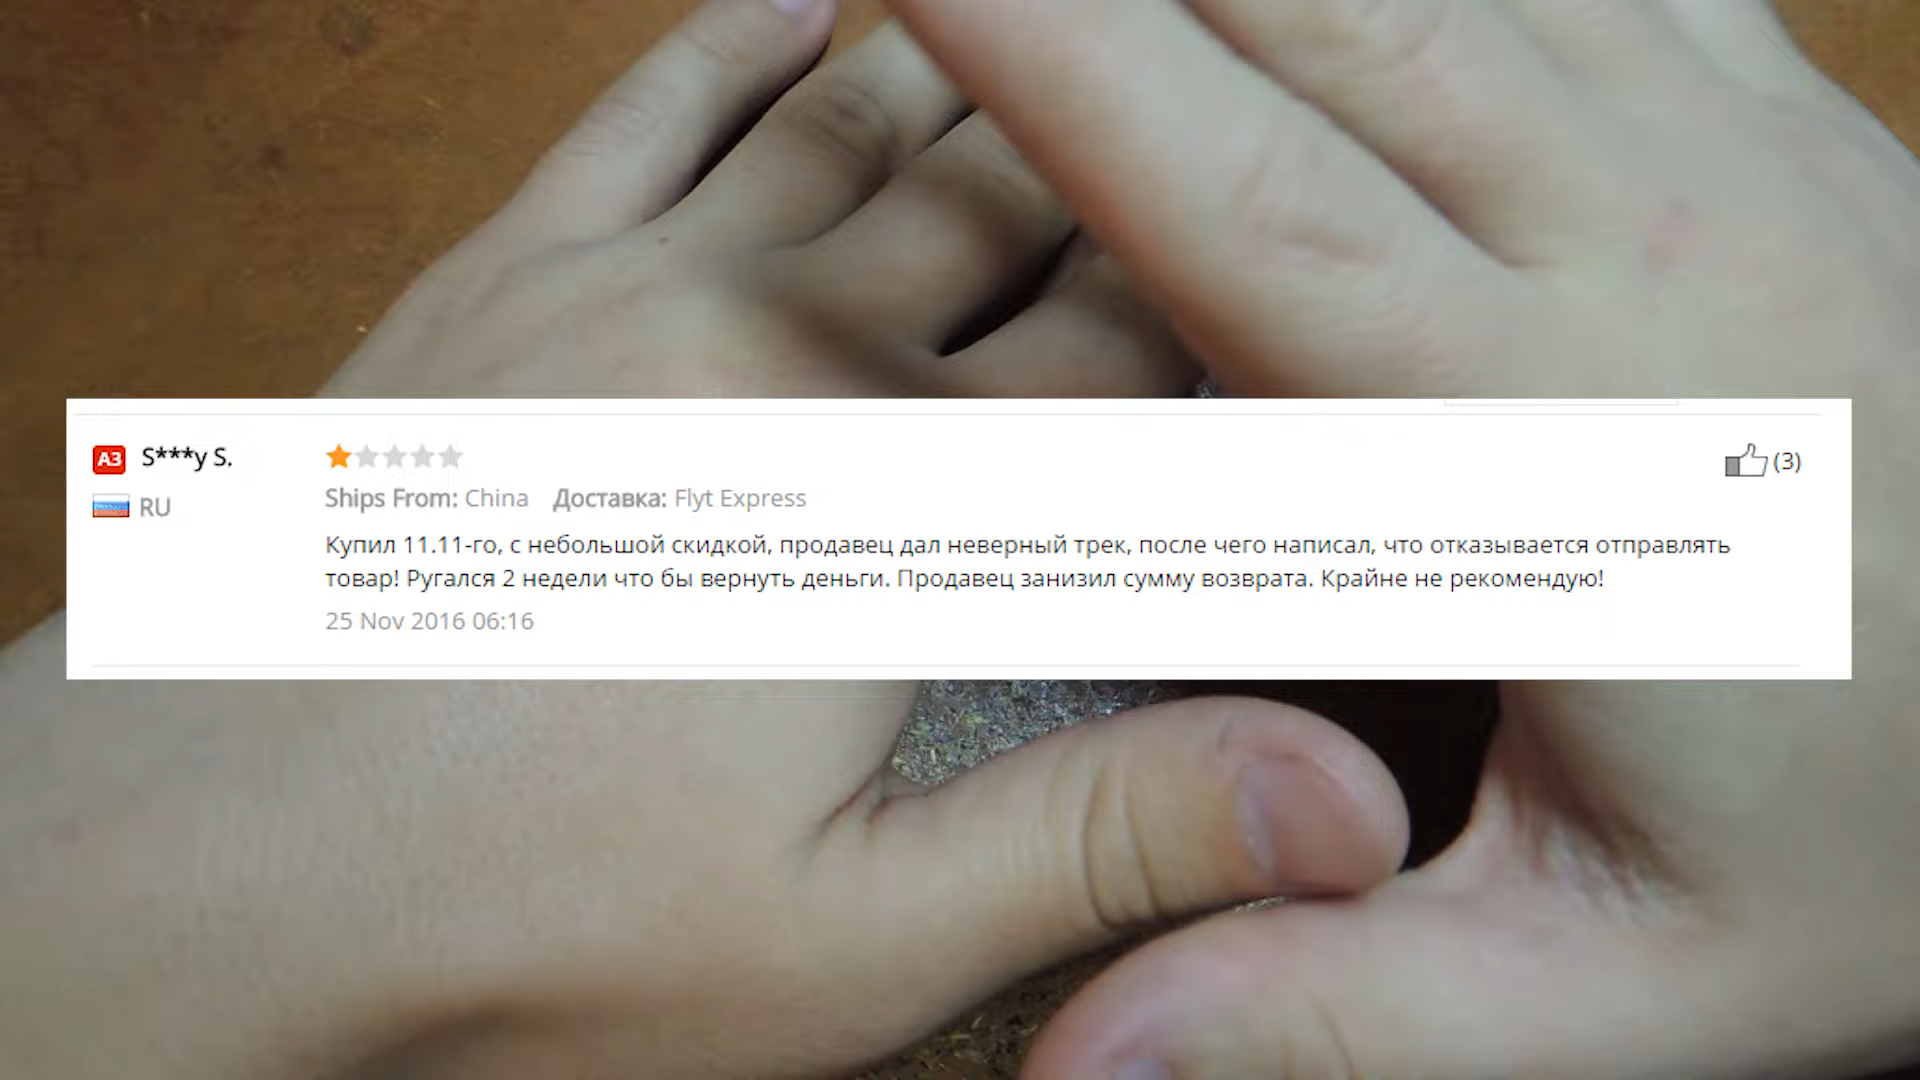 A3 S***y S.
RU
Ships From: China Доставка: Flyt Express
(3)
Купил 11.11-го, с небольшой скидкой, продавец дал неверный трек, после чего написал, что отказывается отправлять
товар! Ругался 2 недели что бы вернуть деньги. Продавец занизил сумму возврата. Крайне не рекомендую!
25 Nov 2016 06:16